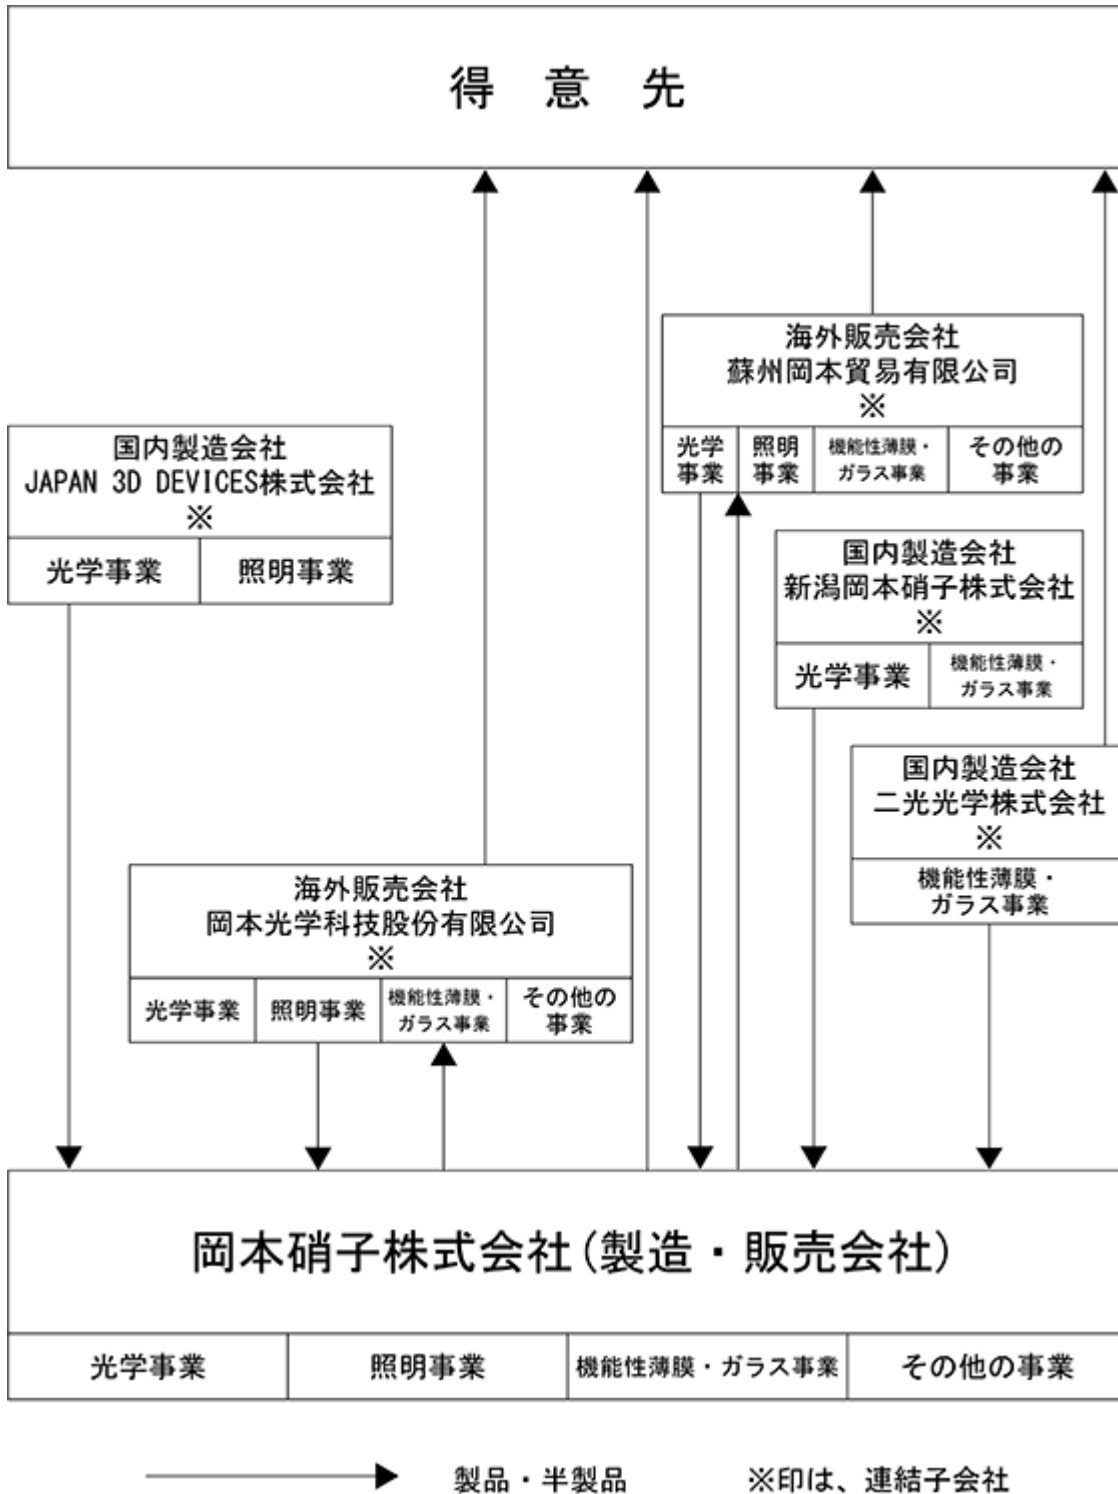 得 意 先
海外販売会社
蘇州岡本貿易有限公司
※
光学
事業
照明
事業
機能性薄膜・
ガラス事業
その他の
事業
国内製造会社
JAPAN 3D DEVICES株式会社
※
光学事業
照明事業
国内製造会社
新潟岡本硝子株式会社
※
光学事業
機能性薄膜・
ガラス事業
国内製造会社
二光光学株式会社
※
機能性薄膜・
ガラス事業
海外販売会社
岡本光学科技股份有限公司
※
光学事業
照明事業
機能性薄膜・
ガラス事業
その他の
事業
岡本硝子株式会社(製造・販売会社)
光学事業
照明事業
機能性薄膜・ガラス事業
その他の事業
製品・半製品
※印は、連結子会社